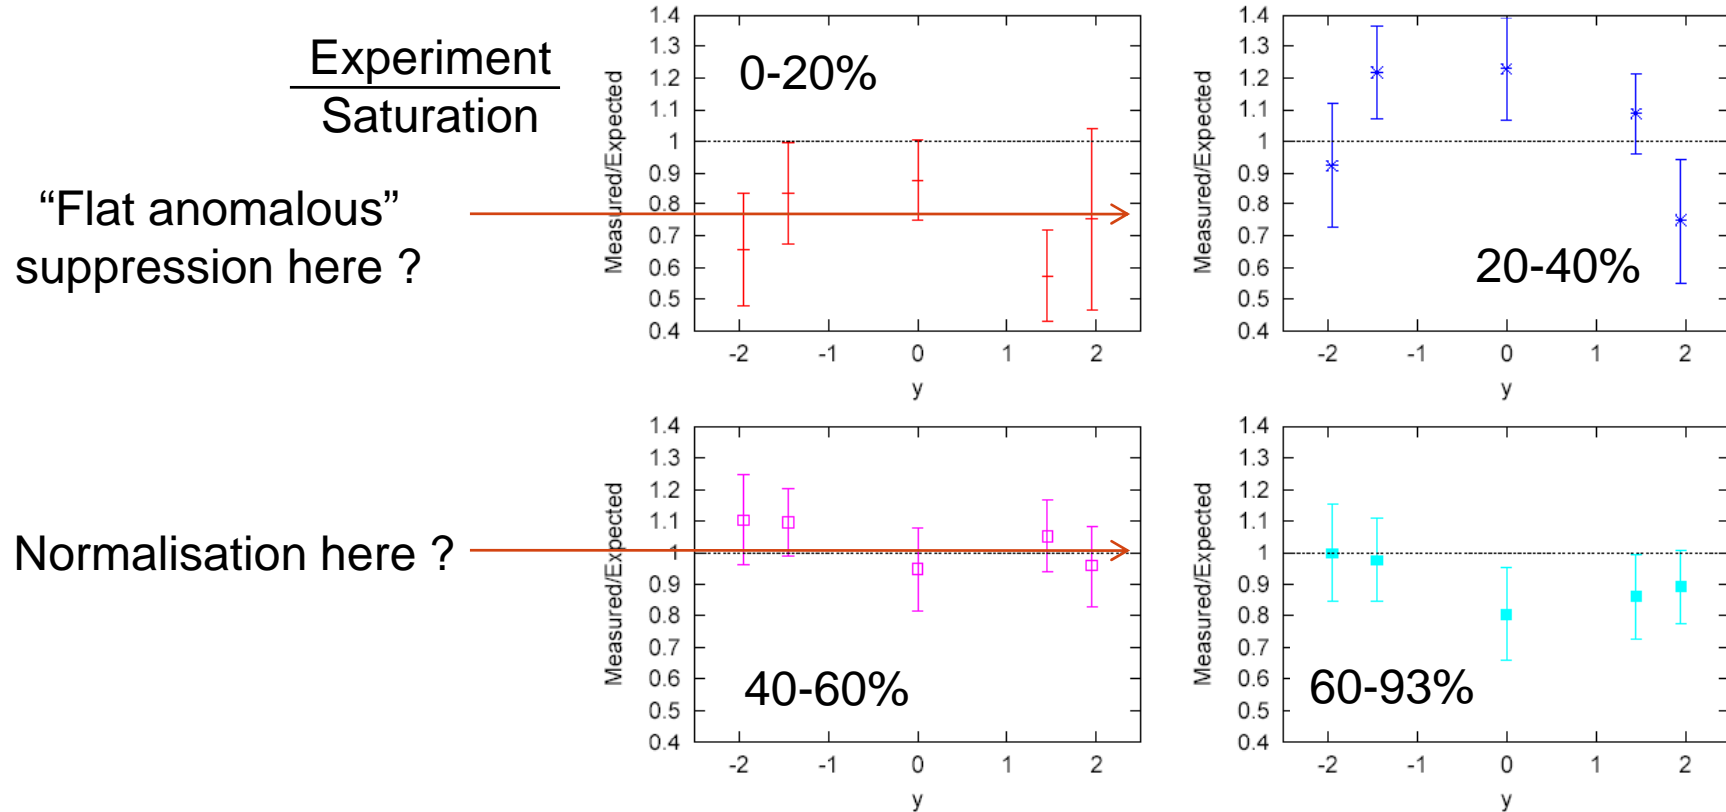 Experiment
Saturation
“Flat anomalous”
suppression here ?
Normalisation here ?
Measured/Expected
1.4
1.3
1.2
1.1
1
0.9
0.8
0.7
0.6
0.5
0.4
0-20%
-2 -1 0 1 2
y
Measured/Expected
1.4
1.3
1.2
1.1
1
0.9
0.8
0.7
0.6
0.5
0.4
20-40%
-2 -1 0 1 2
y
Measured/Expected
1.4
1.3
1.2
1.1
1
0.9
0.8
0.7
0.6
0.5
0.4
40-60%
-2 -1 0 1 2
y
Measured/Expected
1.4
1.3
1.2
1.1
1
0.9
0.8
0.7
0.6
0.5
0.4
60-93%
-2 -1 0 1 2
y